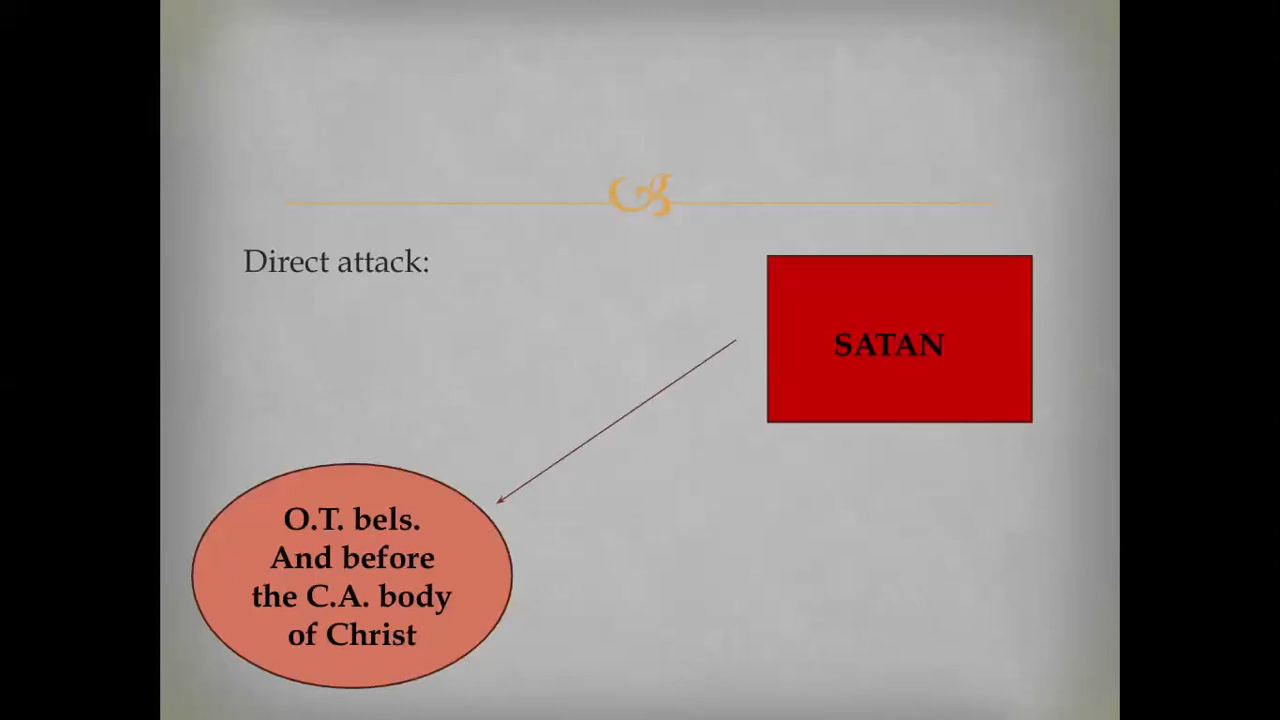 Direct attack:
SATAN
O.T. bels.
And before
the C.A. body
of Christ